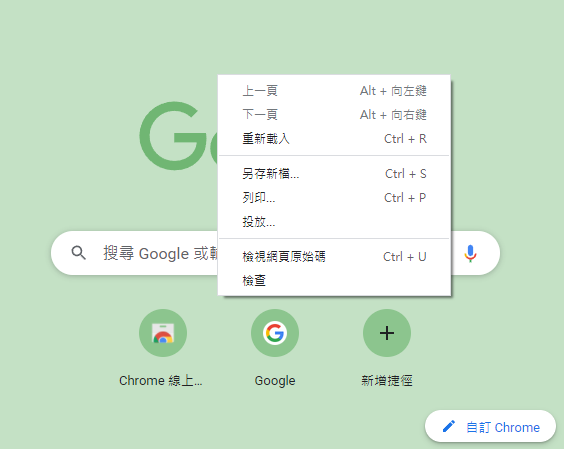 上一頁 Alt + 向左鍵
下一頁 Alt + 向右鍵
重新載入 Ctrl + R
另存新檔... Ctrl + S
列印... Ctrl + P
投放... 
檢視網頁原始碼 Ctrl + U
檢查
搜尋 Google 或
Chrome 線上...
Google
新增捷徑
自訂 Chrome